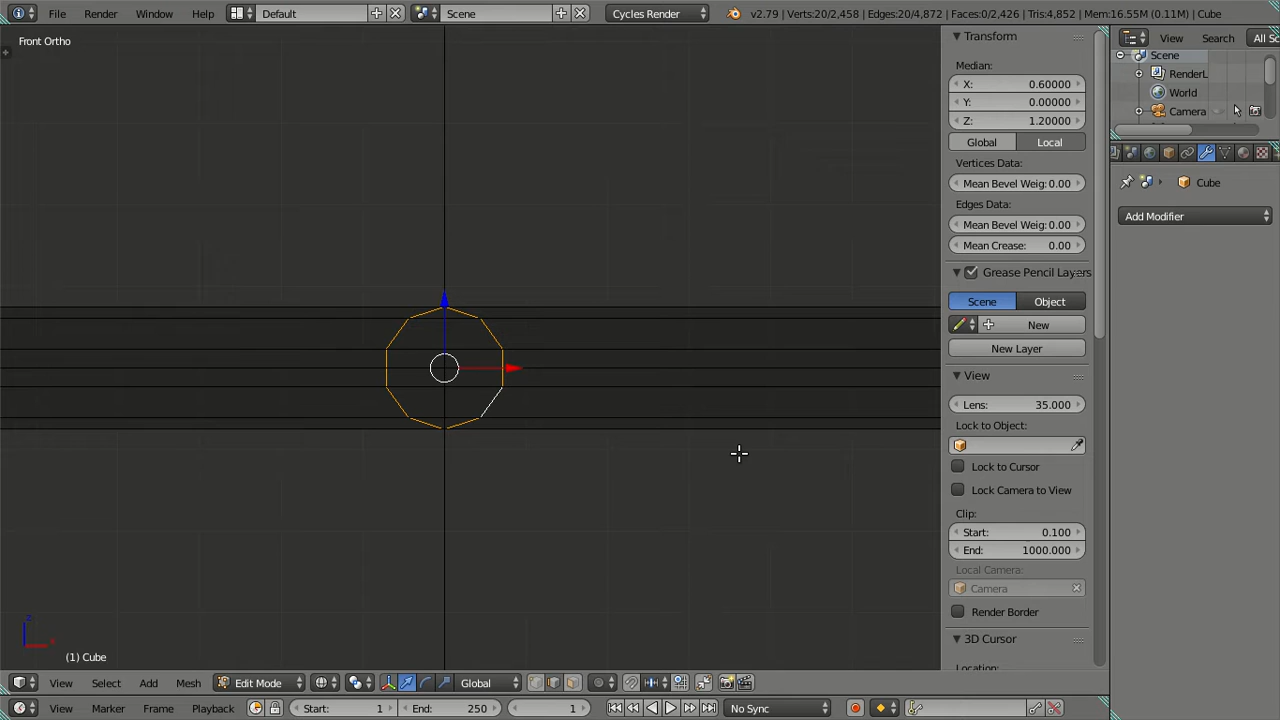 File Render Window Help Default Scene Cycles Render v2.79 | Verts:20/2,458 | Edges:20/4,872 | Faces:0/2,426 | Tris:4,852 | Mem:16.55M (0.11M) | Cube
Front Ortho
Transform
Median:
X: 0.60000
Y: 0.00000
Z: 1.20000
Global Local
Vertices Data:
Mean Bevel Weig: 0.00
Edges Data:
Mean Bevel Weig: 0.00
Mean Crease: 0.00
Grease Pencil Layers
Scene Object
New
New Layer
View
Lens: 35.000
Lock to Object:
Lock to Cursor
Lock Camera to View
Clip:
Start: 0.100
End: 1000.000
Local Camera:
Camera
Render Border
3D Cursor
Location:
View Search All Sc
Scene
RenderL
World
Camera
Cube
Add Modifier
z
x
(1) Cube
View Select Add Mesh Edit Mode Global
View Marker Frame Playback Start: 1 End: 250 1 No Sync